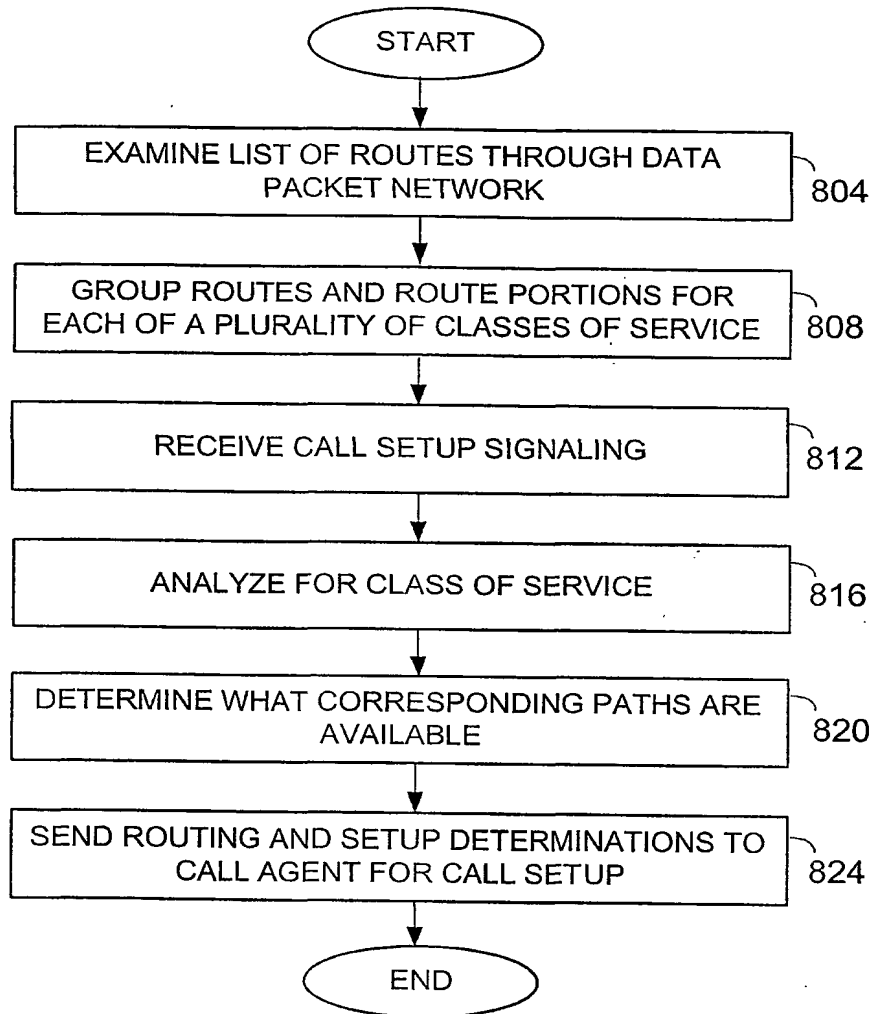 START
EXAMINE LIST OF ROUTES THROUGH DATA
PACKET NETWORK
804
GROUP ROUTES AND ROUTE PORTIONS FOR
EACH OF A PLURALITY OF CLASSES OF SERVICE
808
RECEIVE CALL SETUP SIGNALING
812
ANALYZE FOR CLASS OF SERVICE
816
DETERMINE WHAT CORRESPONDING PATHS ARE
AVAILABLE
820
SEND ROUTING AND SETUP DETERMINATIONS TO
CALL AGENT FOR CALL SETUP
824
END